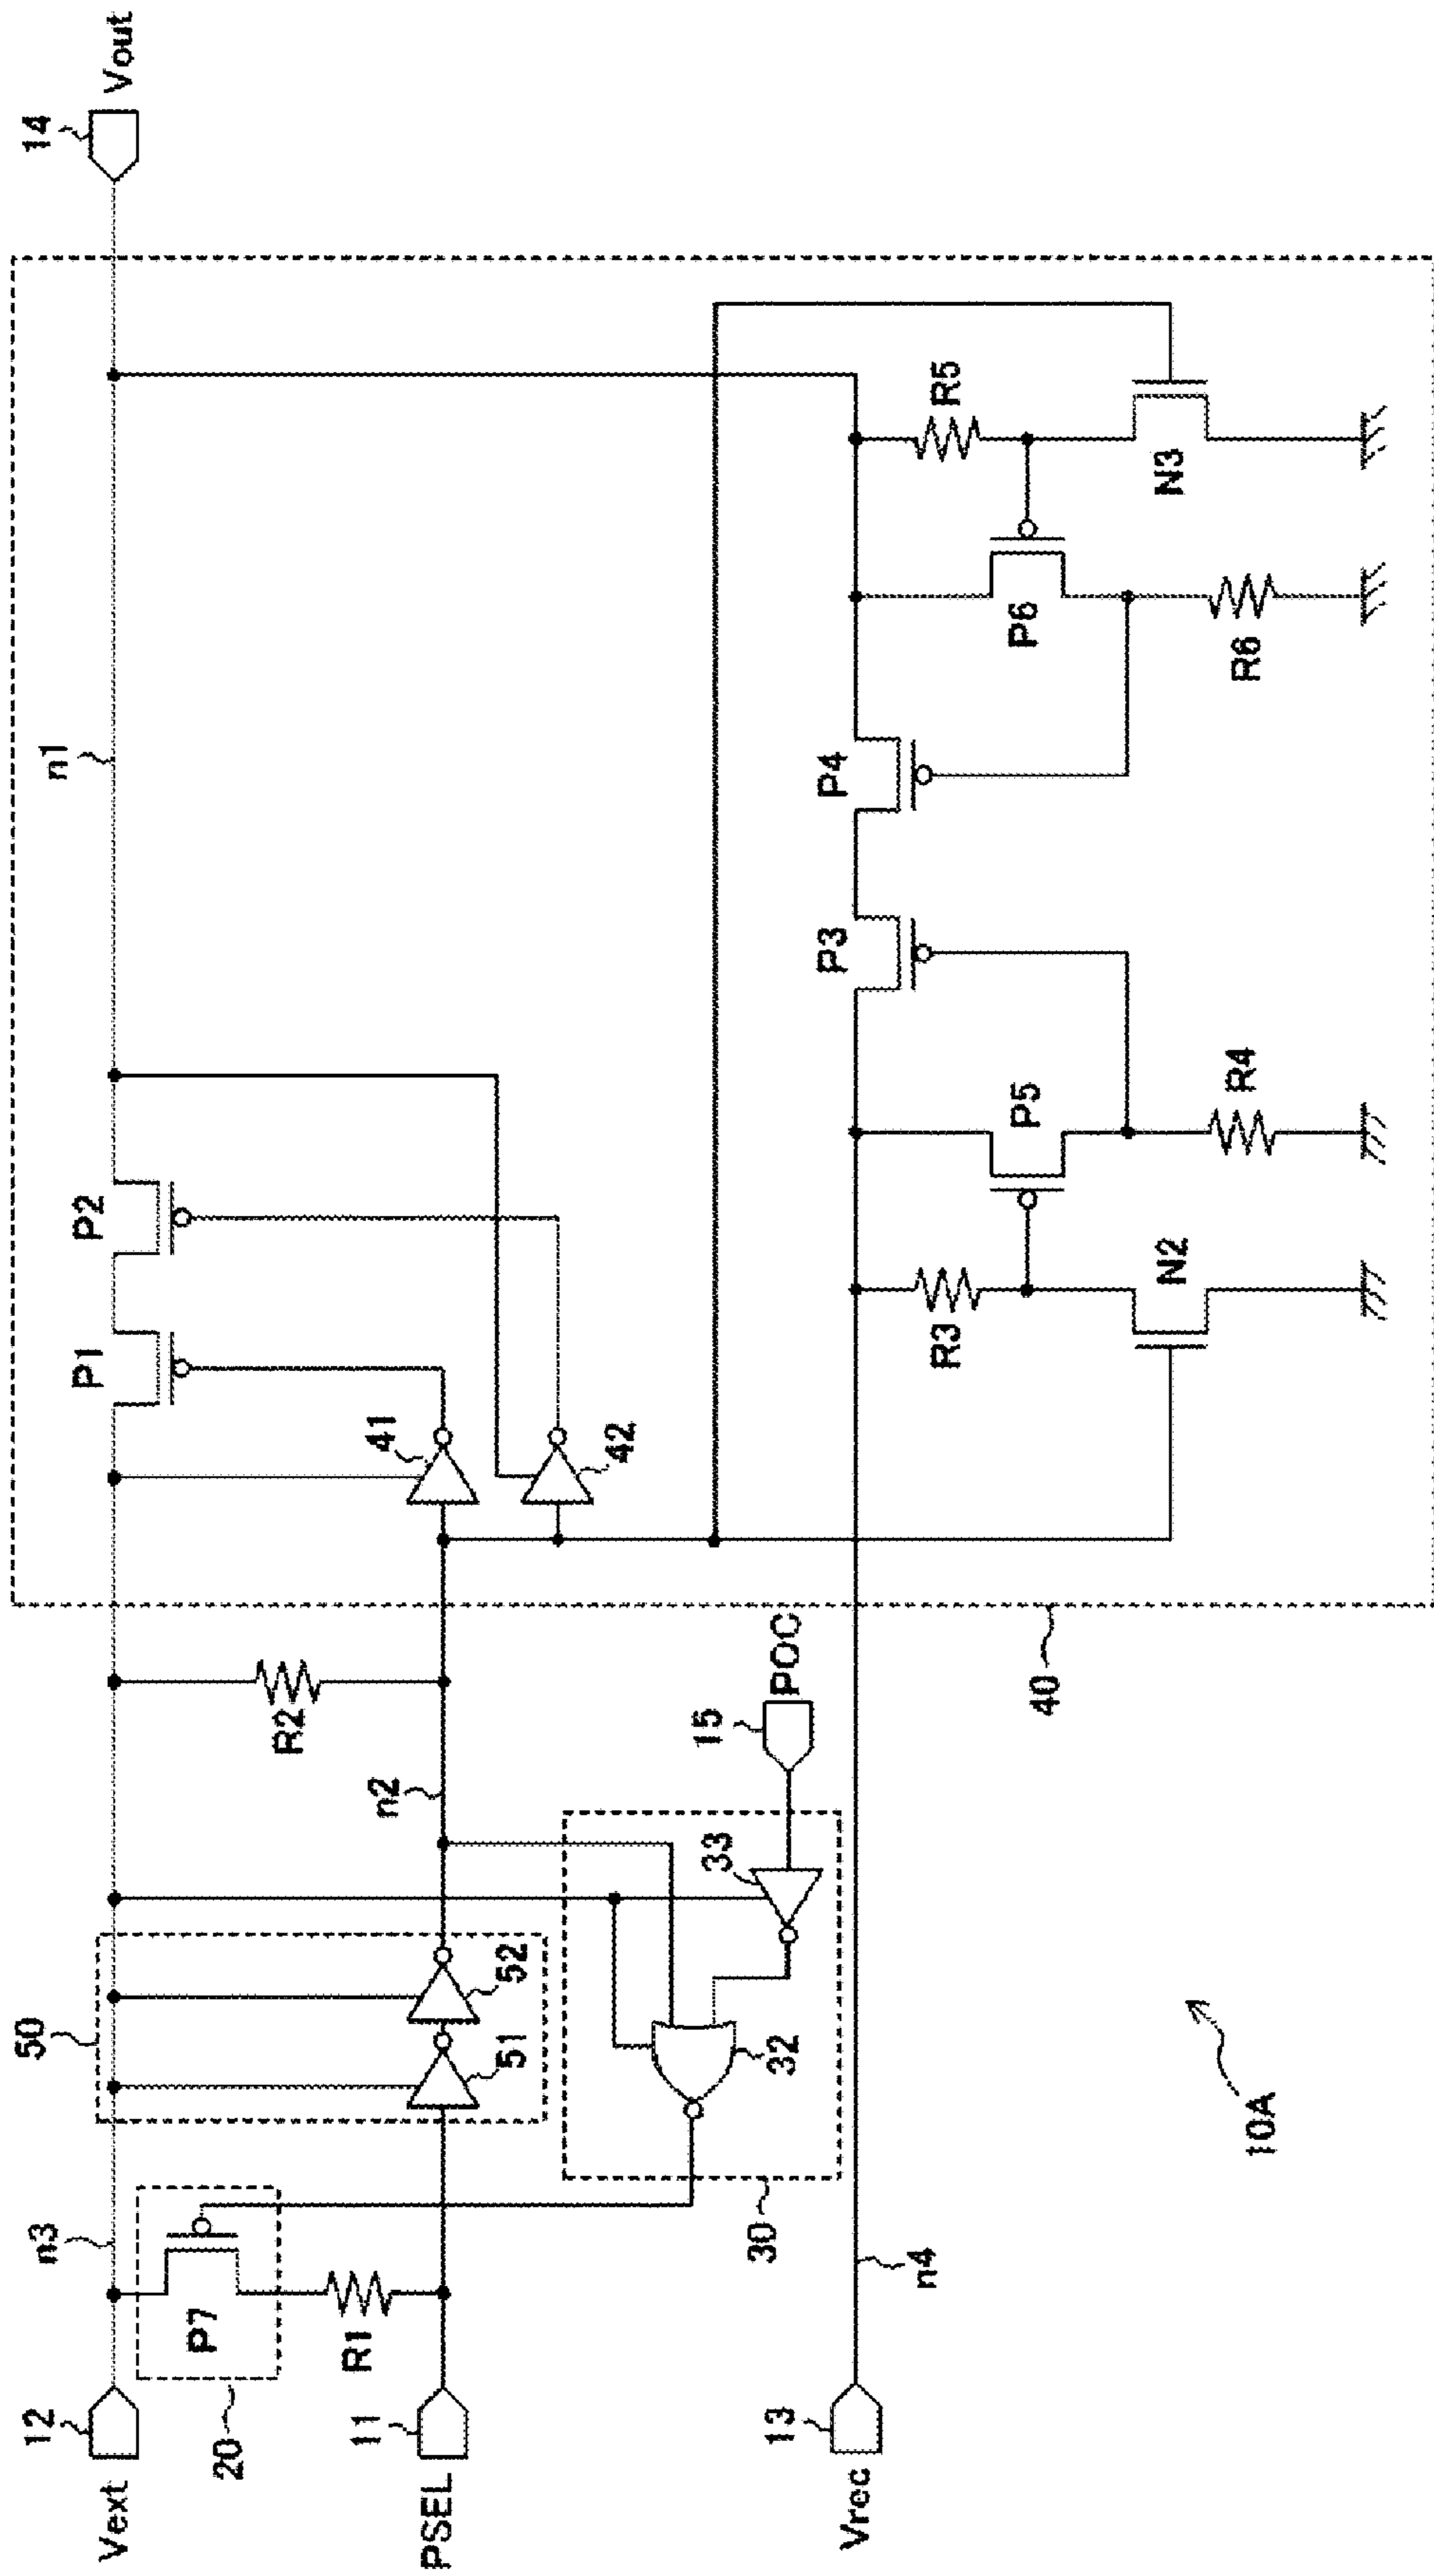 Vext
12
n3
50
P1
P2
n1
14
Vout
20
P7
R1
51
52
R2
41
42
PSEL
11
n2
30
32
33
15
POC
Vrec
13
n4
40
R3
N2
P5
R4
P3
P4
P6
R6
R5
N3
10A